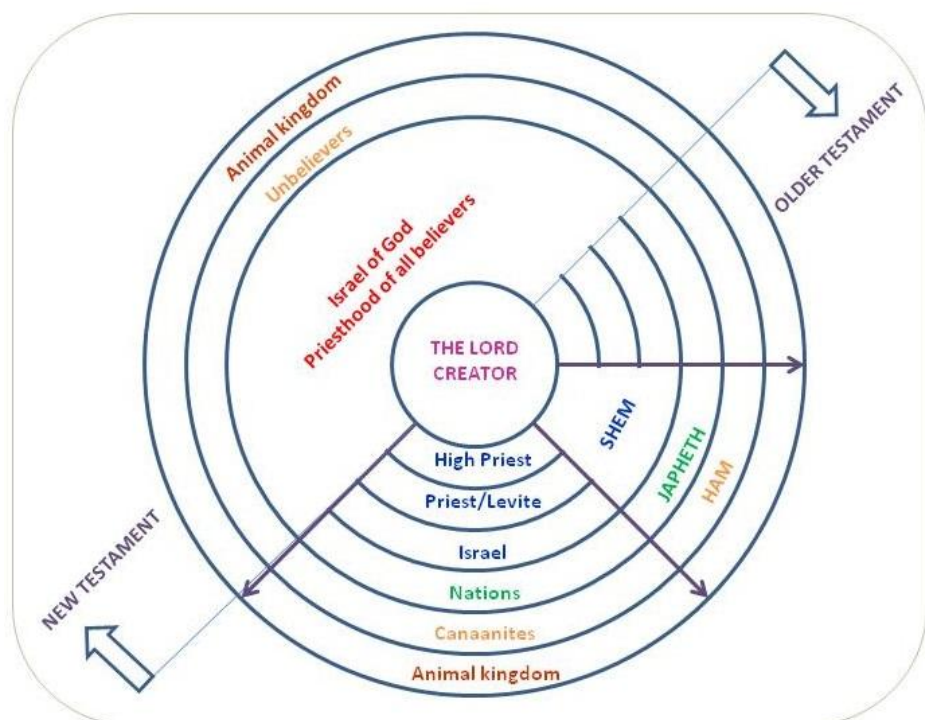 Animal kingdom
Unbelievers
Israel of God
Priesthood of all believers
OLDER TESTAMENT
THE LORD
CREATOR
SHEM
JAPHETH
HAM
High Priest
Priest/Levite
Israel
Nations
Canaanites
Animal kingdom
NEW TESTAMENT